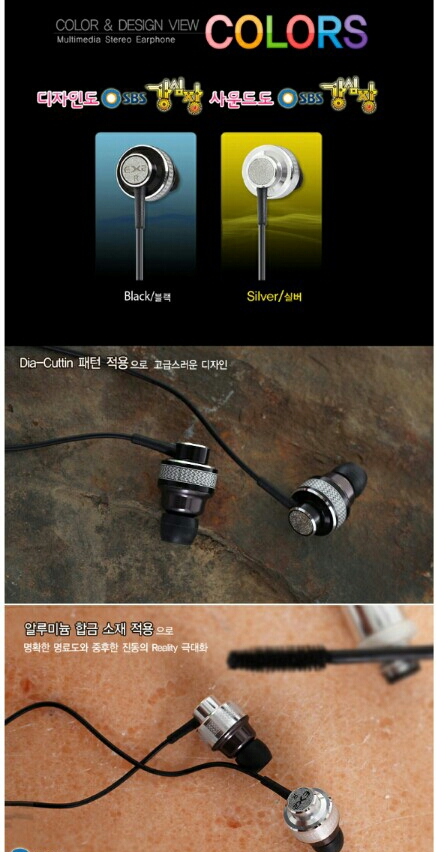 COLOR & DESIGN VIEW
Multimedia Stereo Earphone
COLORS
디자인도 SBS 강심장 사운드도 SBS 강심장
EXE
Black/블랙
Silver/실버
Dia-Cuttin 패턴 적용으로 고급스러운 디자인
알루미늄 합금 소재 적용으로
명확한 명료도와 중후한 진동의 Reality 극대화